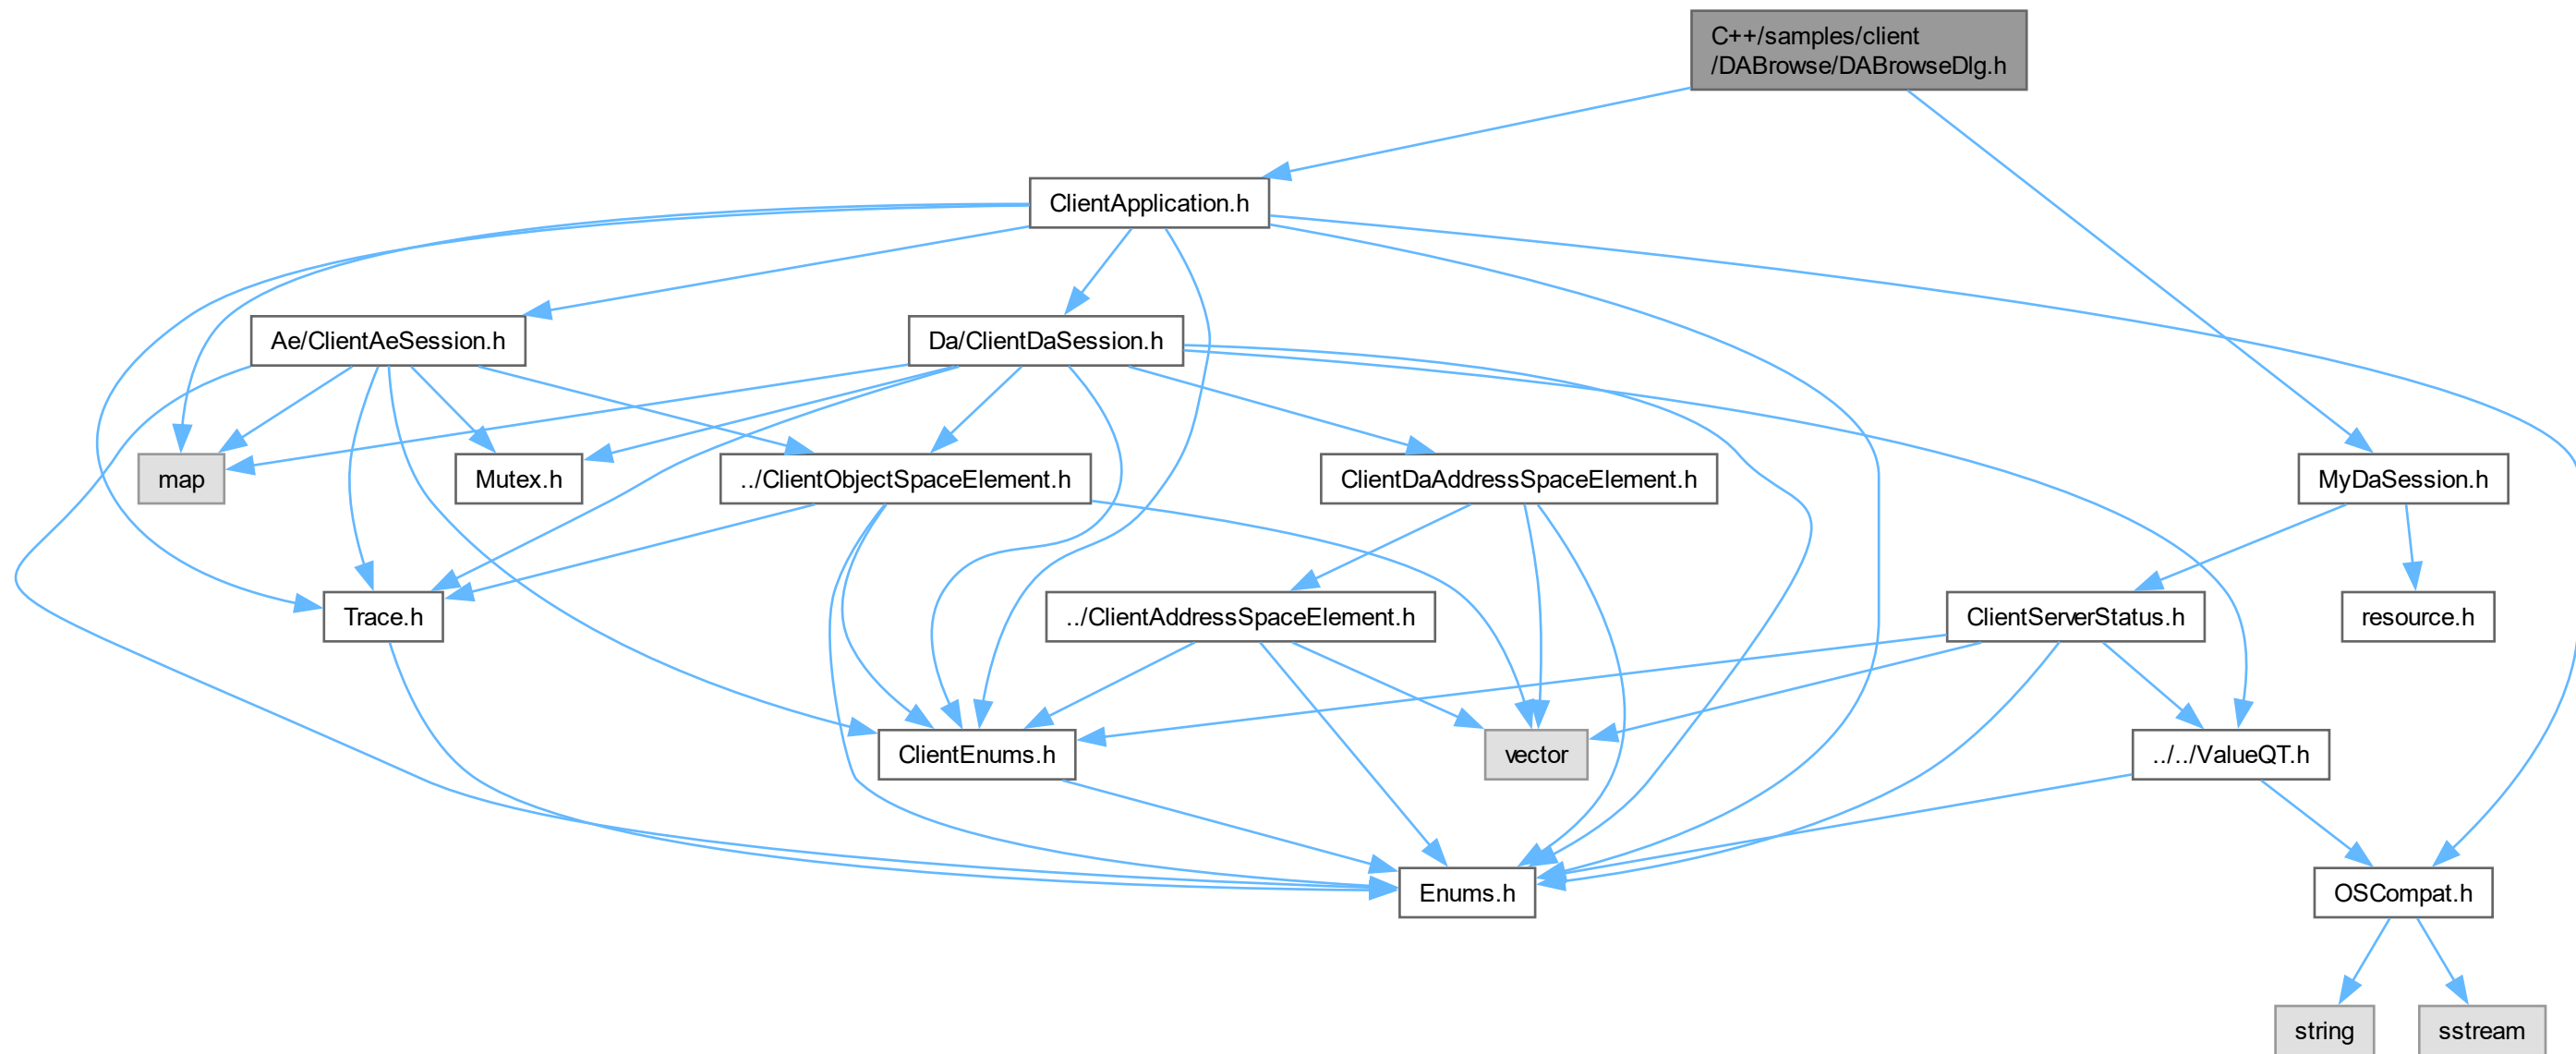 C++/samples/client
/DABrowse/DABrowseDlg.h
ClientApplication.h
Ae/ClientAeSession.h
Da/ClientDaSession.h
map
Mutex.h
../ClientObjectSpaceElement.h
ClientDaAddressSpaceElement.h
MyDaSession.h
Trace.h
../ClientAddressSpaceElement.h
ClientServerStatus.h
resource.h
ClientEnums.h
vector
../../ValueQT.h
Enums.h
OSCompat.h
string
sstream